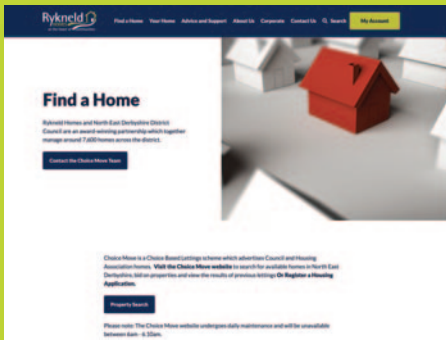 Rykneld
Find a Home Your Home Advice and Support About Us Corporate Contact Us Search My Account
Find a Home
Rykneld Homes and North East Derbyshire District
Council are an award-winning partnership which together
manage around 7,600 homes across the district.
Contact the Choice Move Team
Choice Move is a Choice Based Lettings scheme which advertises Council and Housing
Association homes. Visit the Choice Move website to search for available homes in North East
Derbyshire, bid on properties and view the results of previous lettings Or Register a Housing
Application.
Property Search
Please note: The Choice Move website undergoes daily maintenance and will be unavailable
between 6am - 6.10am.